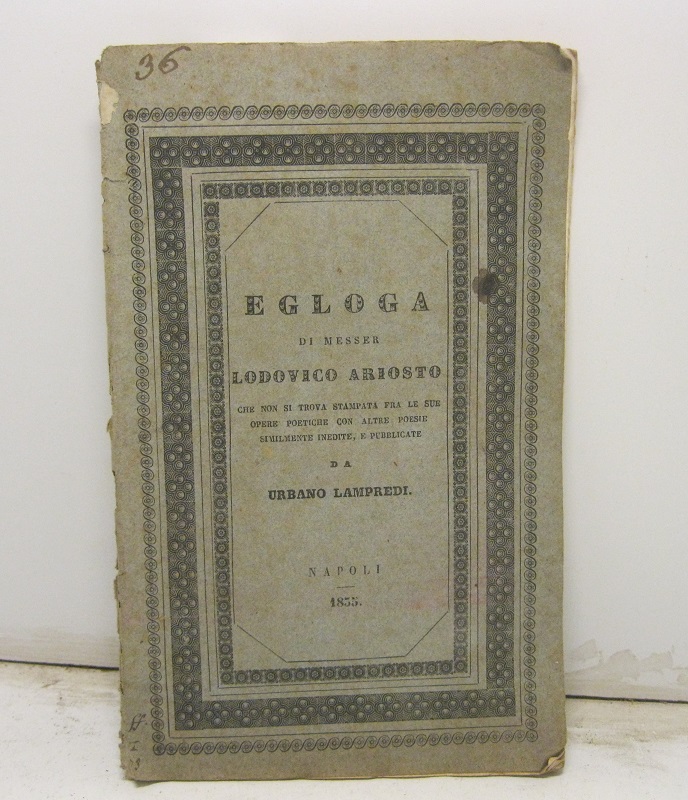 36
EGLOGA
DI MESSER
LODOVICO ARIOSTO
CHE NON SI TROVA STAMPATA FRA LE SUE
OPERE POETICHE CON ALTRE POESIE
SIMILMENTE INEDITE, E PUBBLICATE
DA
URBANO LAMPREDI.
NAPOLI
1835.